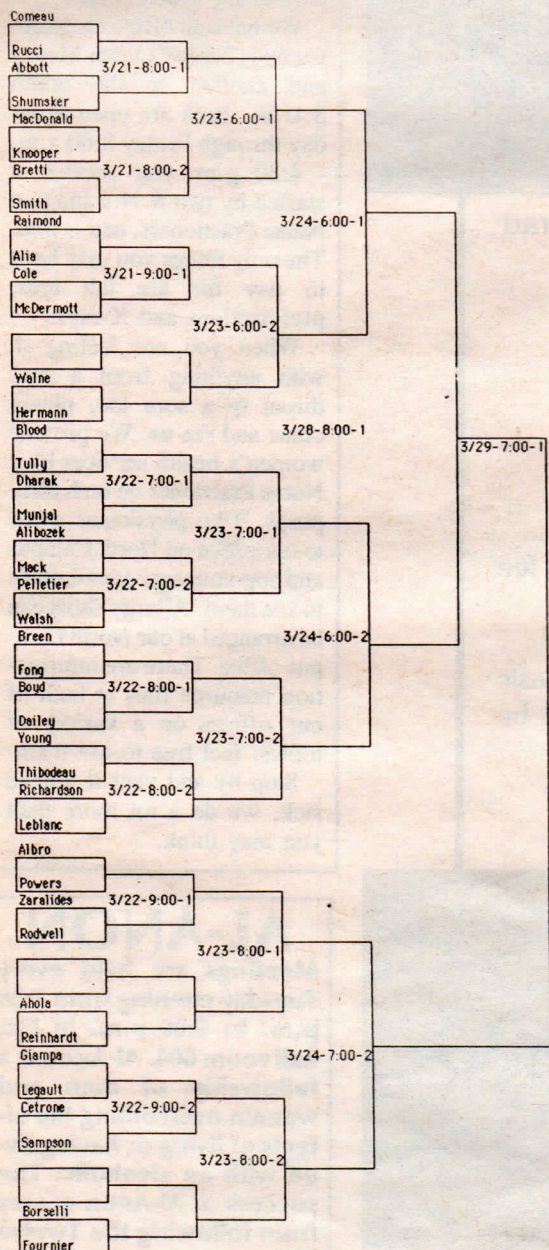 Comeau
Rucci
Abbott
3/21-8:00-1
Shumsker
MacDonald
3/23-6:00-1
Knooper
Bretti
3/21-8:00-2
Smith
Raimond
3/24-6:00-1
Alia
Cole
3/21-9:00-1
McDermott
3/23-6:00-2
Walne
Hermann
Blood
3/28-8:00-1
3/29-7:00-1
Tully
Dharak
3/22-7:00-1
Munjal
Alibozek
3/23-7:00-1
Mack
Pelletier
3/22-7:00-2
Walsh
Breen
3/24-6:00-2
Fong
Boyd
3/22-8:00-1
Dailey
Young
3/23-7:00-2
Thibodeau
Richardson
3/22-8:00-2
Leblanc
Albro
Powers
Zaralides
3/22-9:00-1
Rodwell
3/23-8:00-1
Ahola
Reinhardt
Giampa
3/24-7:00-2
Legault
Cetrone
3/22-9:00-2
Sampson
3/23-8:00-2
Borselli
Fournier